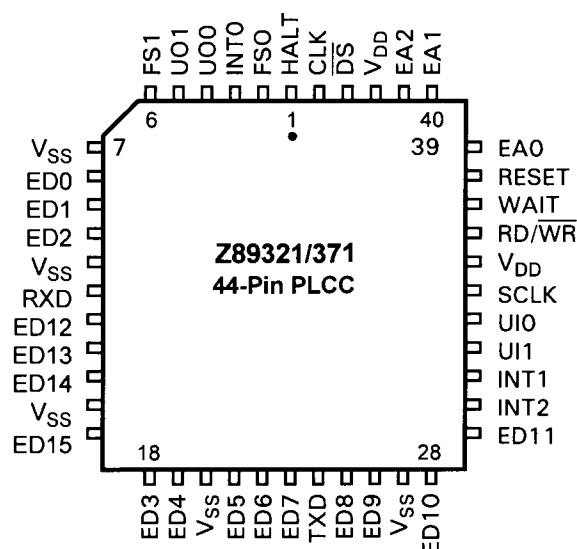 FS1
UO1
UO0
INT0
FS0
HALT
CLK
DS
VDD
EA2
EA1
6
1
40
VSS
7
39
EA0
ED0
RESET
ED1
WAIT
ED2
RD/WR
VSS
Z89321/371
VDD
RXD
44-Pin PLCC
SCLK
ED12
UI0
ED13
UI1
ED14
INT1
VSS
INT2
ED15
18
28
ED11
ED3
ED4
VSS
ED5
ED6
ED7
TXD
ED8
ED9
VSS
ED10